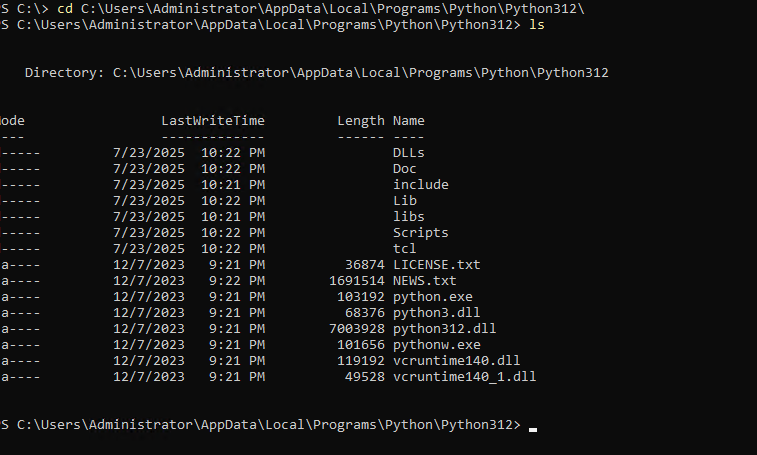 PS C:\> cd C:\Users\Administrator\AppData\Local\Programs\Python\Python312\
PS C:\Users\Administrator\AppData\Local\Programs\Python\Python312> ls
Directory: C:\Users\Administrator\AppData\Local\Programs\Python\Python312
Mode LastWriteTime Length Name
---- ------------- ------ ----
----- 7/23/2025 10:22 PM DLLs
----- 7/23/2025 10:22 PM Doc
----- 7/23/2025 10:21 PM include
----- 7/23/2025 10:22 PM Lib
----- 7/23/2025 10:21 PM libs
----- 7/23/2025 10:22 PM Scripts
----- 7/23/2025 10:22 PM tcl
a---- 12/7/2023 9:21 PM 36874 LICENSE.txt
a---- 12/7/2023 9:22 PM 1691514 NEWS.txt
a---- 12/7/2023 9:21 PM 103192 python.exe
a---- 12/7/2023 9:21 PM 68376 python3.dll
a---- 12/7/2023 9:21 PM 7003928 python312.dll
a---- 12/7/2023 9:21 PM 101656 pythonw.exe
a---- 12/7/2023 9:21 PM 119192 vcruntime140.dll
a---- 12/7/2023 9:21 PM 49528 vcruntime140_1.dll
PS C:\Users\Administrator\AppData\Local\Programs\Python\Python312>